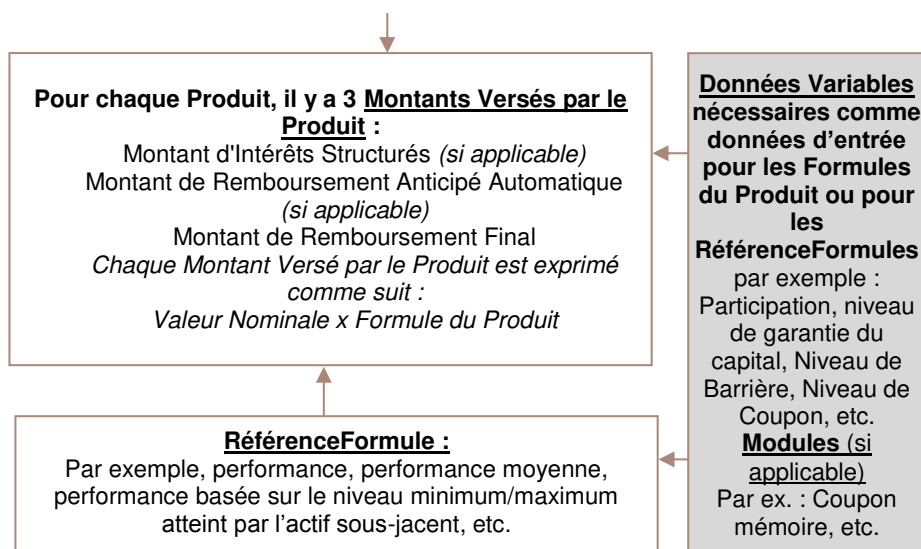 Pour chaque Produit, il y a 3 Montants Versés par le
Produit :
Montant d'Intérêts Structurés (si applicable)
Montant de Remboursement Anticipé Automatique
(si applicable)
Montant de Remboursement Final
Chaque Montant Versé par le Produit est exprimé
comme suit :
Valeur Nominale x Formule du Produit
RéférenceFormule :
Par exemple, performance, performance moyenne,
performance basée sur le niveau minimum/maximum
atteint par l'actif sous-jacent, etc.
Données Variables
nécessaires comme
données d'entrée
pour les Formules
du Produit ou pour
les
RéférenceFormules
par exemple :
Participation, niveau
de garantie du
capital, Niveau de
Barrière, Niveau de
Coupon, etc.
Modules (si
applicable)
Par ex. : Coupon
mémoire, etc.